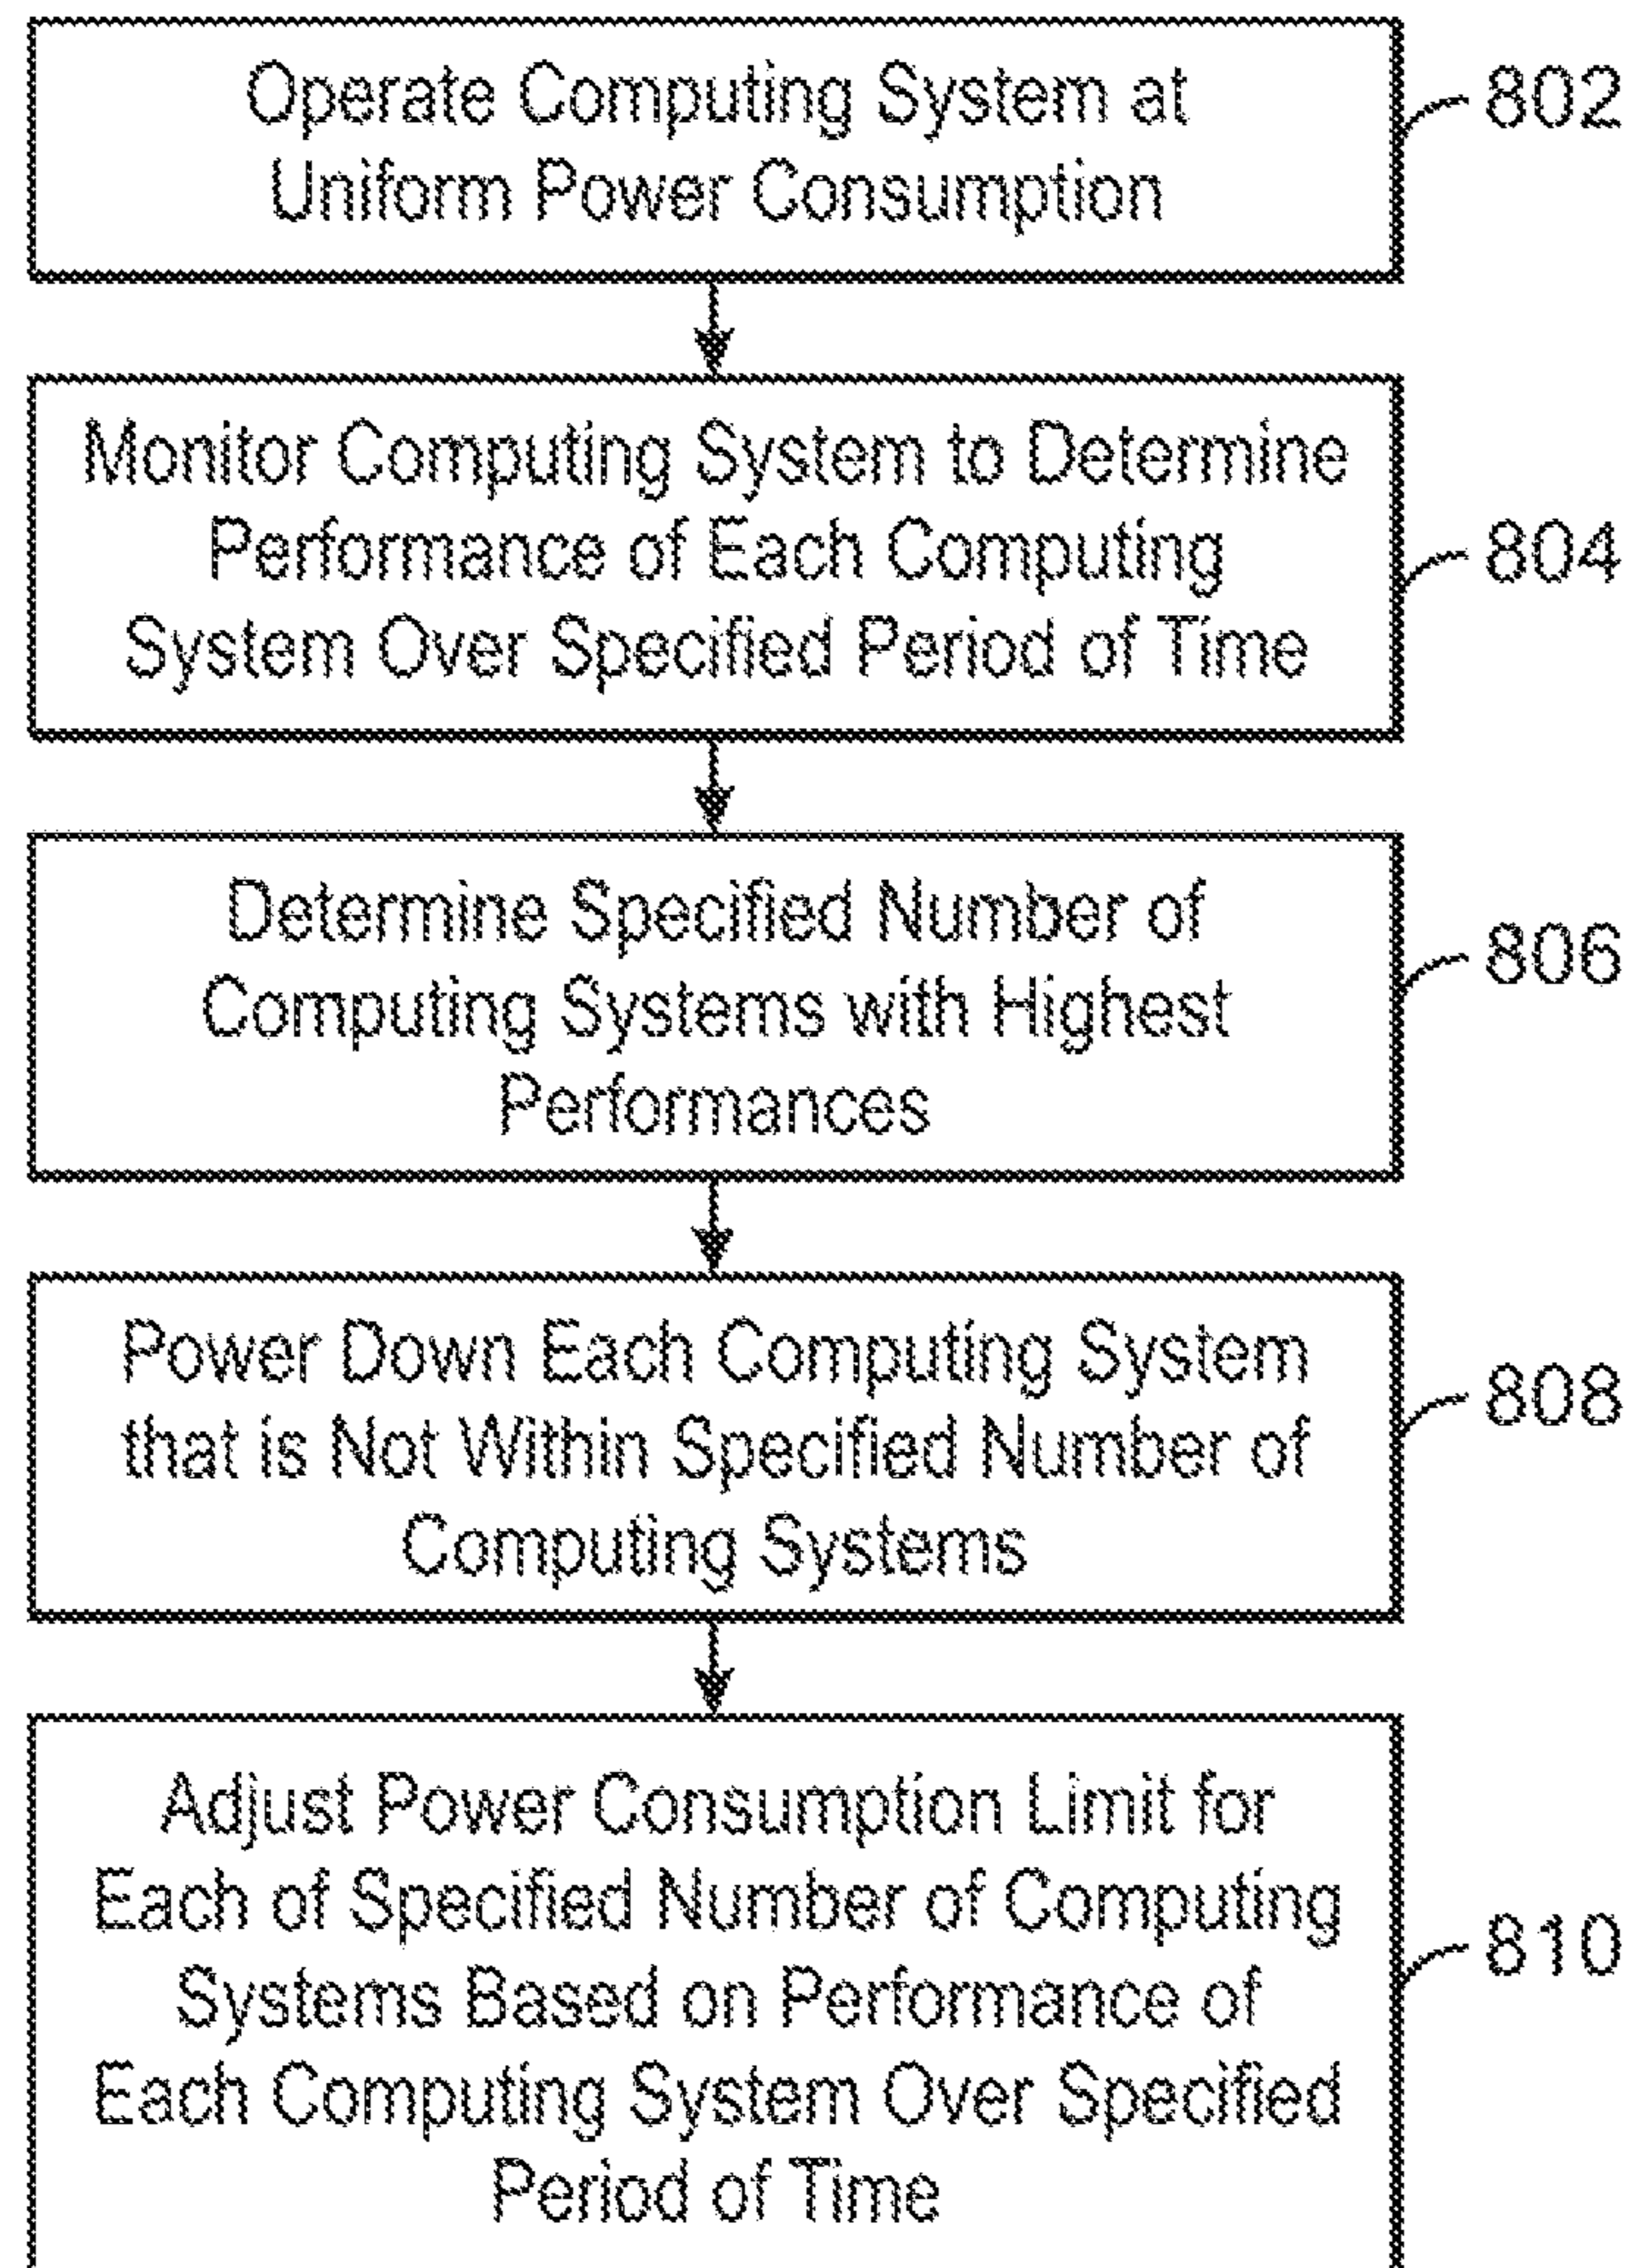 Operate Computing System at
Uniform Power Consumption
802
Monitor Computing System to Determine
Performance of Each Computing
System Over Specified Period of Time
804
Determine Specified Number of
Computing Systems with Highest
Performances
806
Power Down Each Computing System
that is Not Within Specified Number of
Computing Systems
808
Adjust Power Consumption Limit for
Each of Specified Number of Computing
Systems Based on Performance of
Each Computing System Over Specified
Period of Time
810